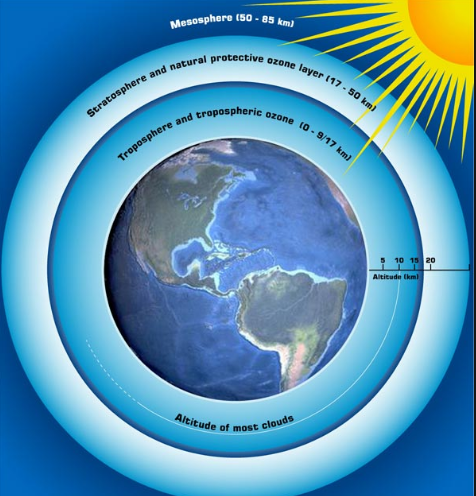 Mesosphere (50 - 85 km)
Stratosphere and natural protective ozone layer (17 - 50 km)
Troposphere and tropospheric ozone (0 - 9/17 km)
5 10 15 20
Altitude (km)
Altitude of most clouds